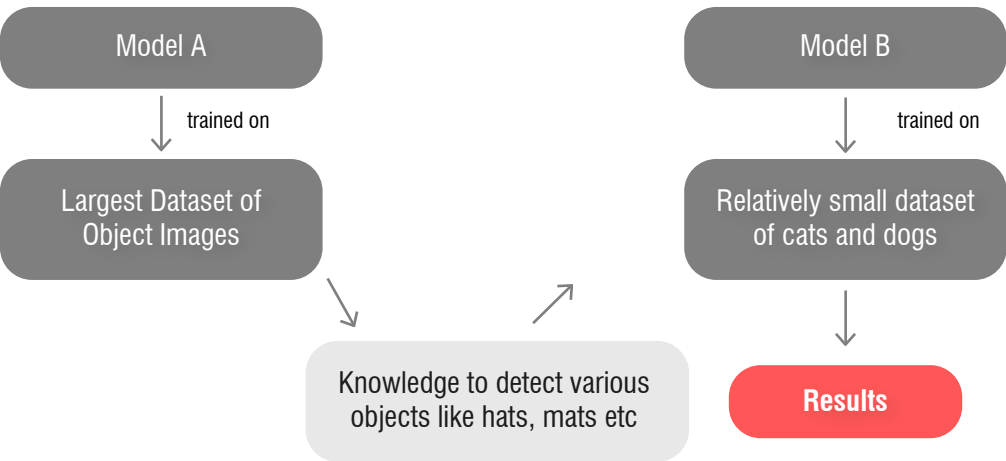 Model A
trained on
Largest Dataset of
Object Images
Knowledge to detect various
objects like hats, mats etc
Model B
trained on
Relatively small dataset
of cats and dogs
Results